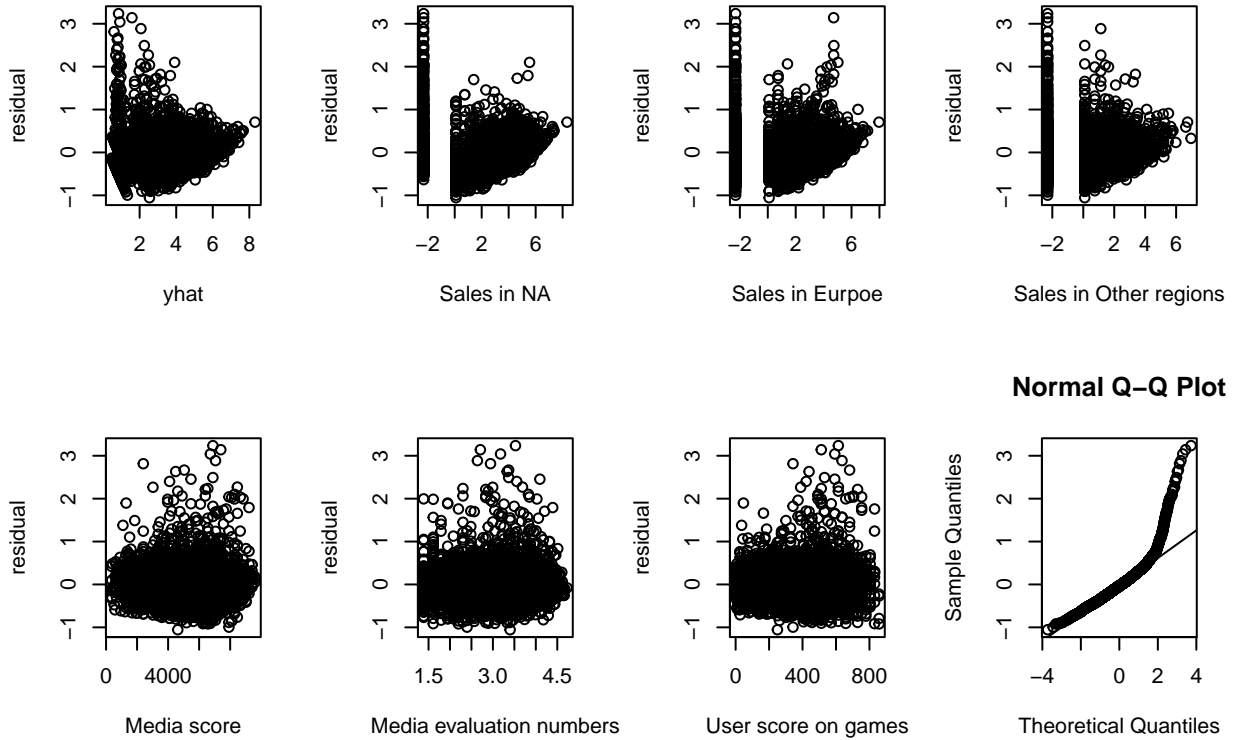 3
2
1
0
−1
residual
2 4 6 8
yhat
3
2
1
0
−1
residual
−2 2 6
Sales in NA
3
2
1
0
−1
residual
−2 2 6
Sales in Eurpoe
3
2
1
0
−1
residual
−2 2 4 6
Sales in Other regions
3
2
1
0
−1
residual
0 4000
Media score
3
2
1
0
−1
residual
1.5 3.0 4.5
Media evaluation numbers
3
2
1
0
−1
residual
0 400 800
User score on games
Normal Q−Q Plot
3
2
1
0
−1
Sample Quantiles
−4 0 2 4
Theoretical Quantiles